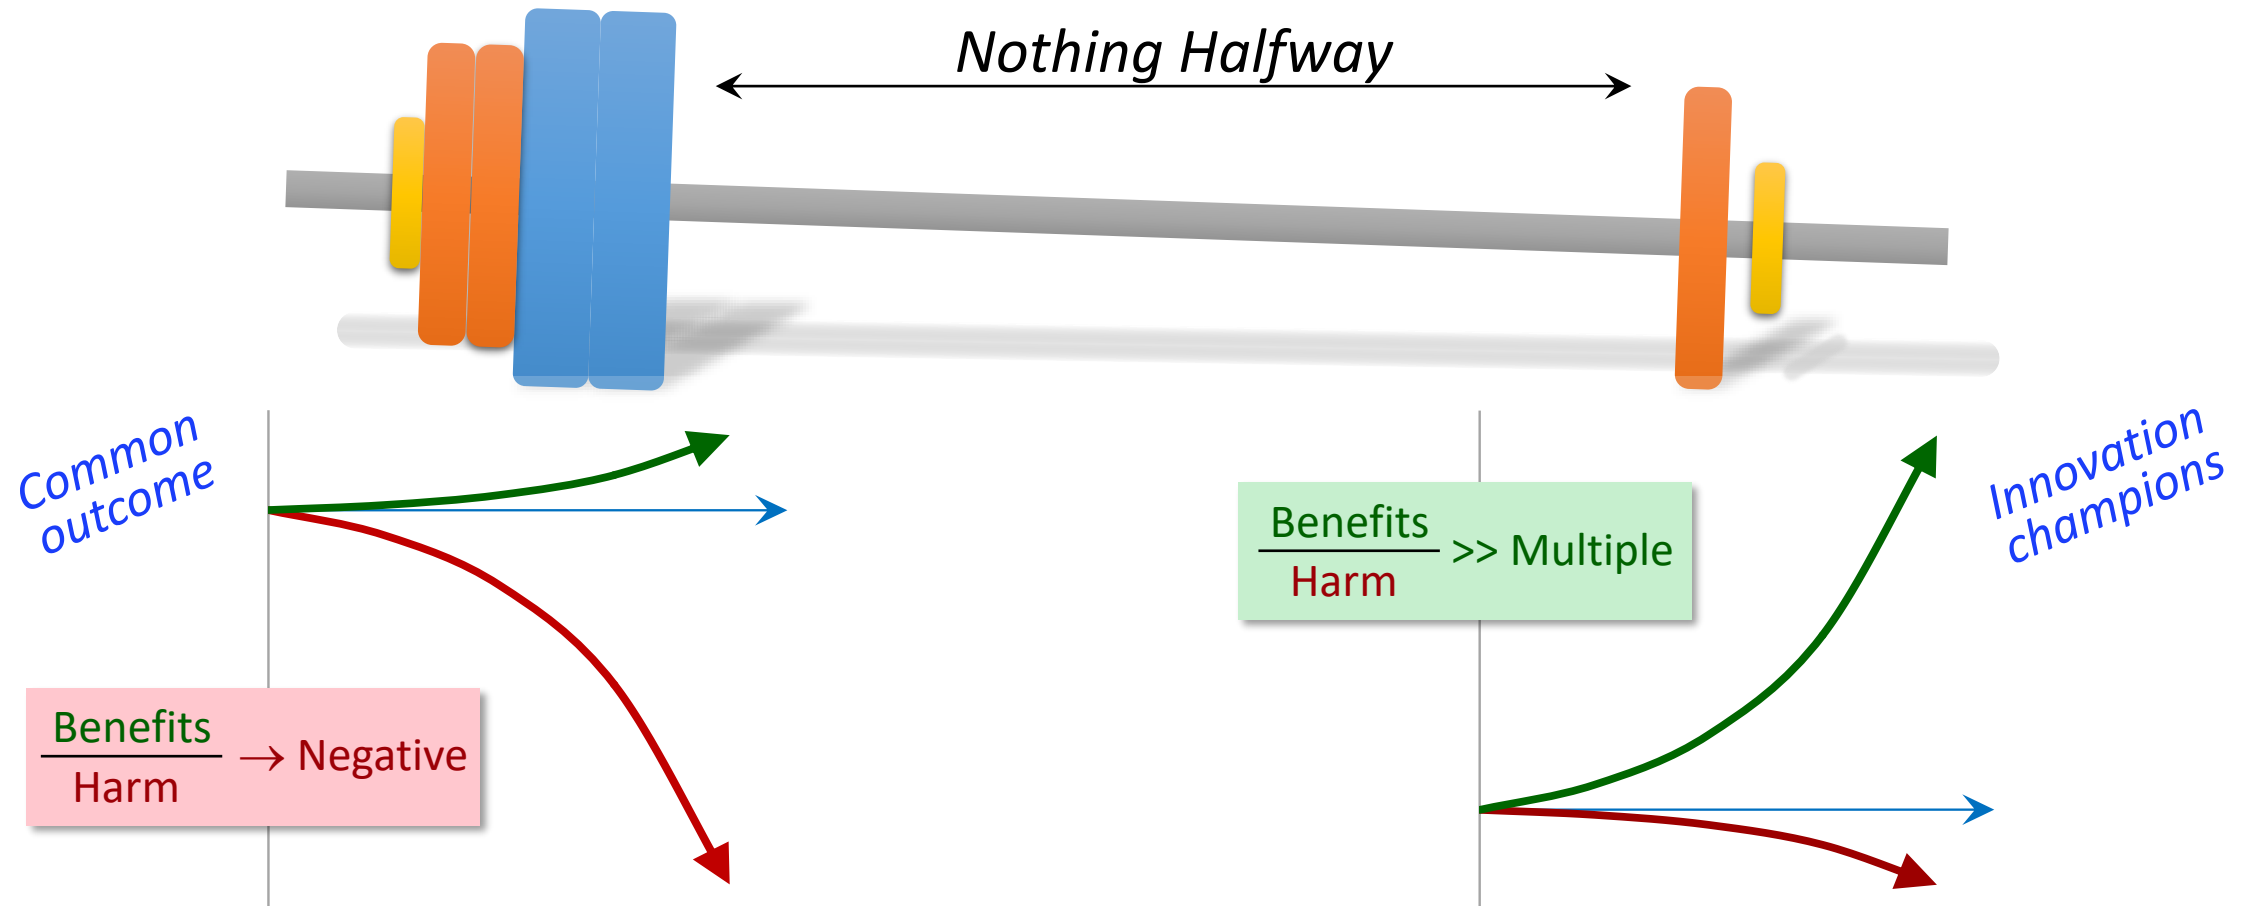 Nothing Halfway
Common
outcome
Benefits
Harm
→ Negative
Benefits
Harm
>> Multiple
Innovation
champions